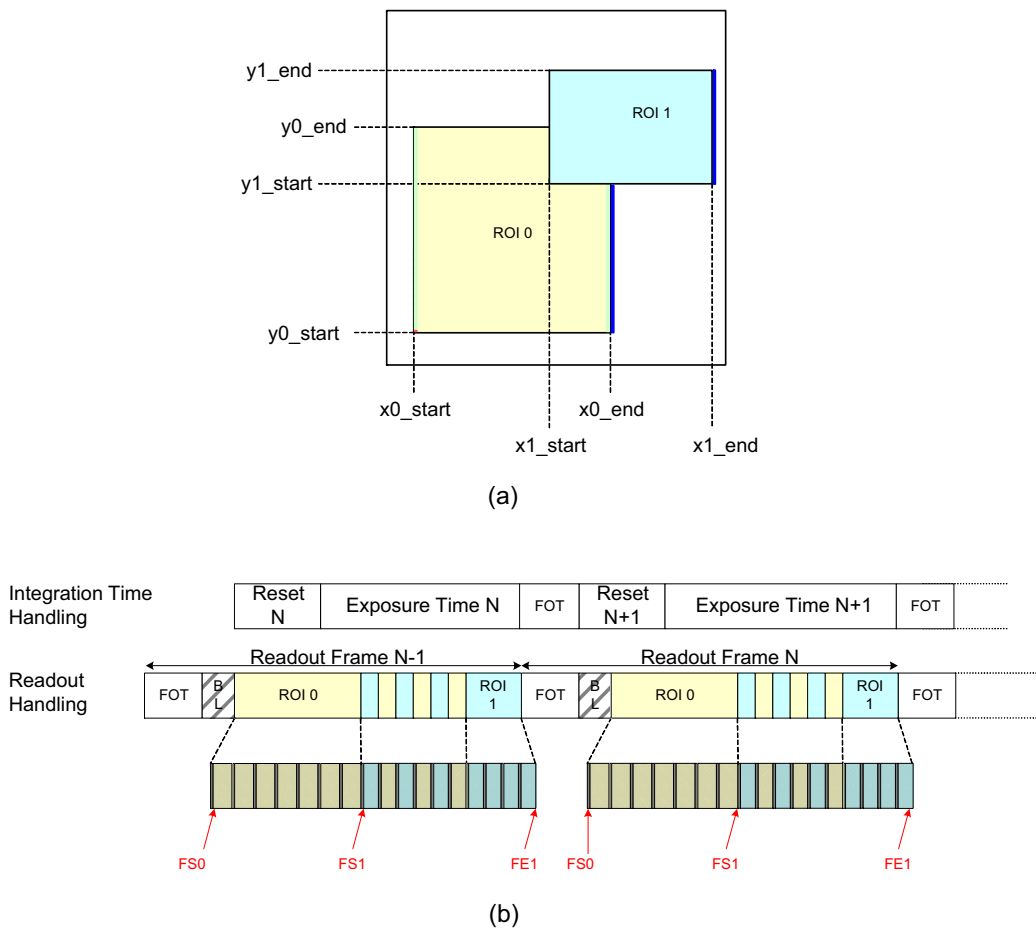 y1_end
ROI 1
y0_end
y1_start
ROI 0
y0_start
x0_start
x0_end
x1_start
x1_end
(a)
Integration Time
Handling
Reset
N
Exposure Time N
FOT
Reset
N+1
Exposure Time N+1
FOT
Readout Frame N-1
Readout Frame N
Readout
Handling
FOT
B
L
ROI 0
ROI
1
FOT
B
L
ROI 0
ROI
1
FOT
FS0
FS1
FE1
FS0
FS1
FE1
(b)